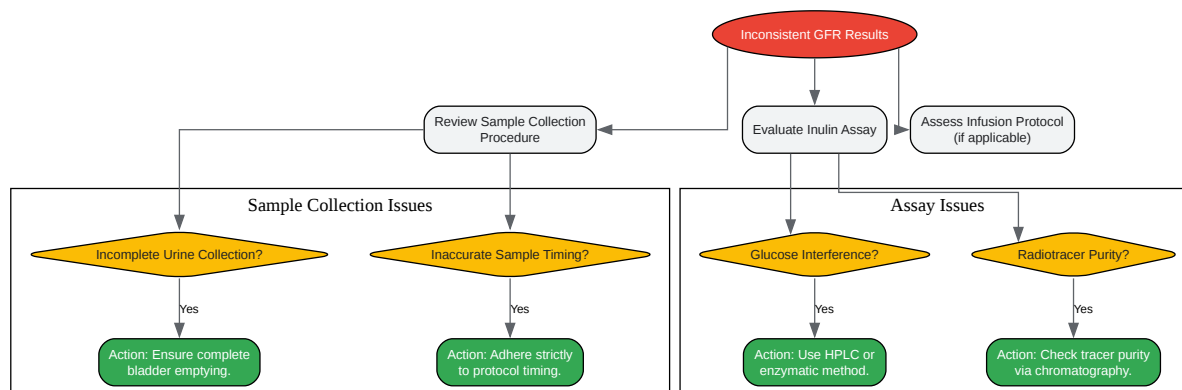 Inconsistent GFR Results
Review Sample Collection
Procedure
Evaluate Inulin Assay
Assess Infusion Protocol
(if applicable)
Sample Collection Issues
Assay Issues
Incomplete Urine Collection?
Inaccurate Sample Timing?
Glucose Interference?
Radiotracer Purity?
Yes
Yes
Yes
Yes
Action: Ensure complete
bladder emptying.
Action: Adhere strictly
to protocol timing.
Action: Use HPLC or
enzymatic method.
Action: Check tracer purity
via chromatography.